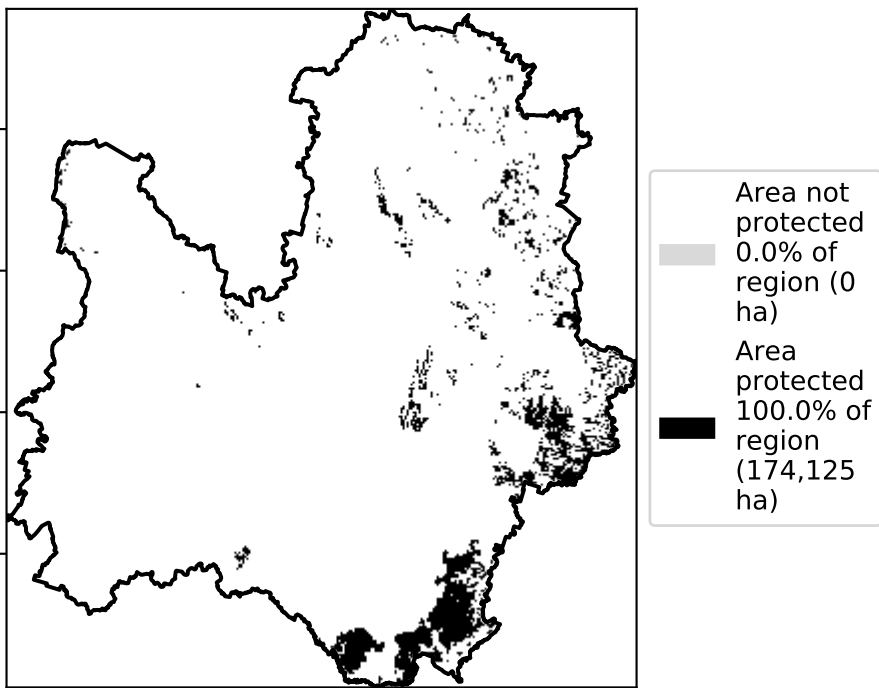 Area not
protected
0.0% of
region (0
ha)
Area
protected
100.0% of
region
(174,125
ha)